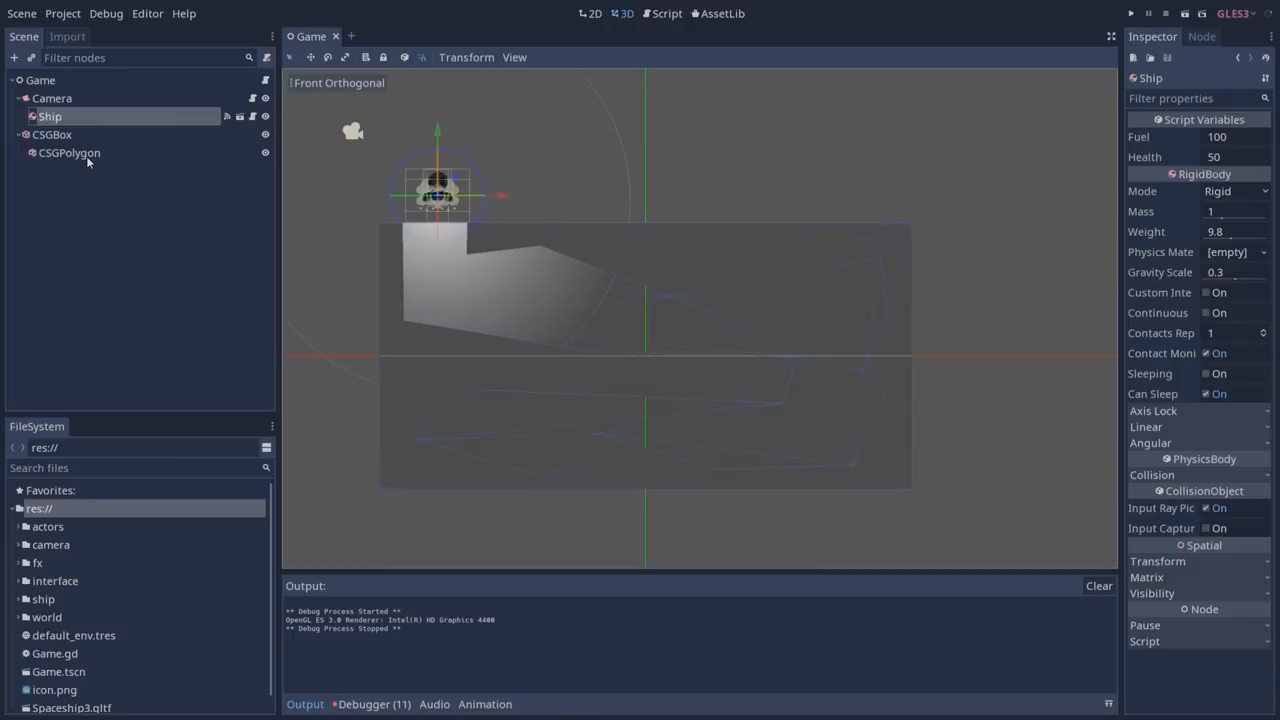 Scene Project Debug Editor Help
2D 3D Script AssetLib
GLES3
Scene Import
Filter nodes
Game
Camera
Ship
CSGBox
CSGPolygon
FileSystem
res://
Search files
Favorites:
res://
actors
camera
fx
interface
ship
world
default_env.tres
Game.gd
Game.tscn
icon.png
Spaceship3.gltf
Game
Transform View
Front Orthogonal
Output: Clear
** Debug Process Started **
OpenGL ES 3.0 Renderer: Intel(R) HD Graphics 4400
** Debug Process Stopped **
Output Debugger (11) Audio Animation
Inspector Node
Ship
Filter properties
Script Variables
Fuel 100
Health 50
RigidBody
Mode Rigid
Mass 1
Weight 9.8
Physics Mate [empty]
Gravity Scale 0.3
Custom Inte On
Continuous On
Contacts Rep 1
Contact Moni On
Sleeping On
Can Sleep On
Axis Lock
Linear
Angular
PhysicsBody
Collision
CollisionObject
Input Ray Pic On
Input Captur On
Spatial
Transform
Matrix
Visibility
Node
Pause
Script